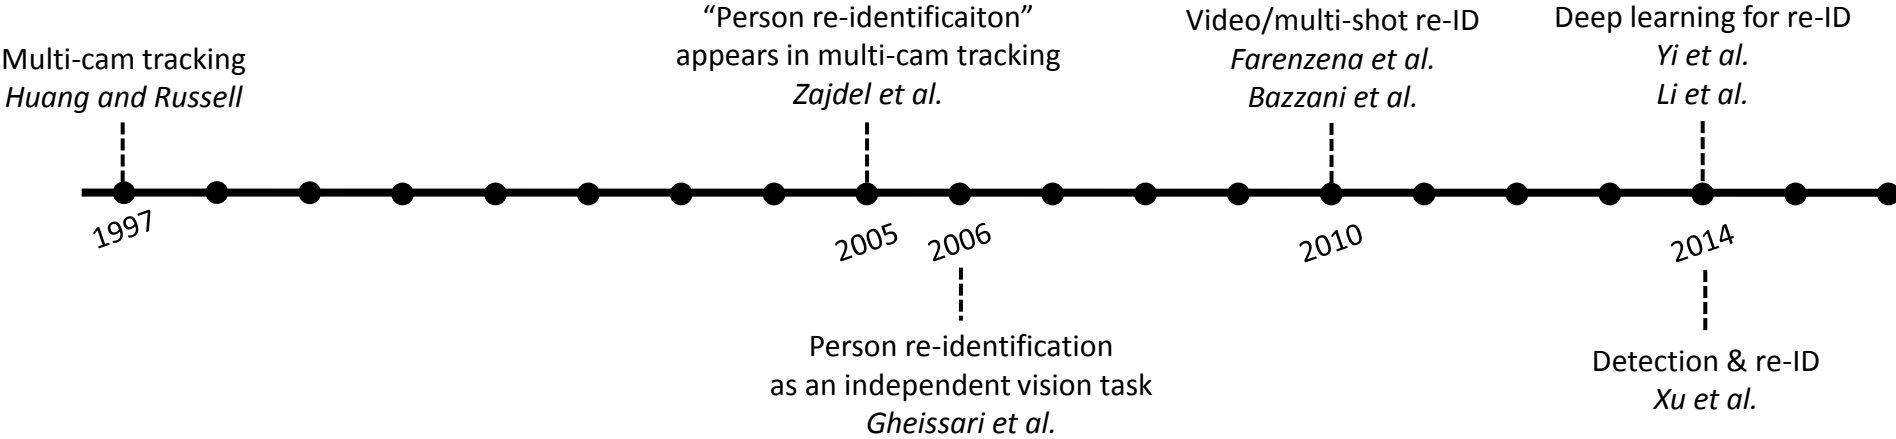 Multi-cam tracking
Huang and Russell
“Person re-identificaiton”
appears in multi-cam tracking
Zajdel et al.
Video/multi-shot re-ID
Farenzena et al.
Bazzani et al.
Deep learning for re-ID
Yi et al.
Li et al.
1997
2005
2006
2010
2014
Person re-identification
as an independent vision task
Gheissari et al.
Detection & re-ID
Xu et al.